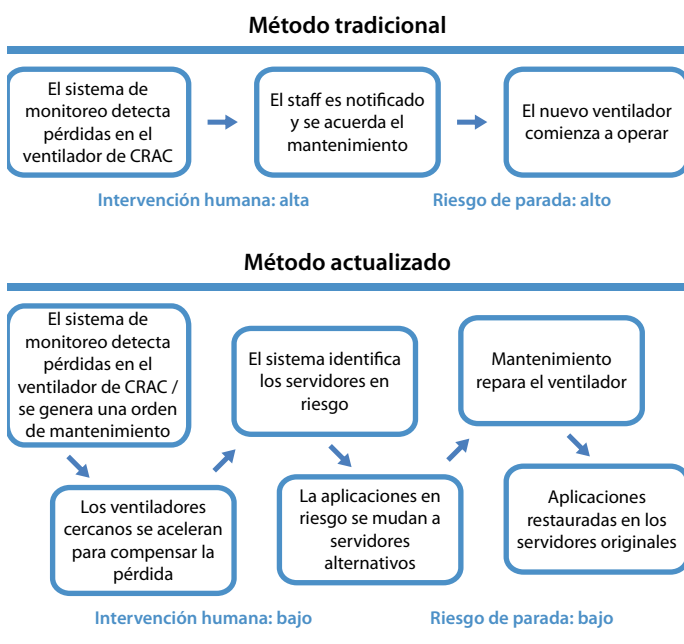 Método tradicional
El sistema de
monitoreo detecta
pérdidas en el
ventilador de CRAC
El staff es notificado
y se acuerda el
mantenimiento
El nuevo ventilador
comienza a operar
Intervención humana: alta
Riesgo de parada: alto
Método actualizado
El sistema de
monitoreo detecta
pérdidas en el
ventilador de CRAC /
se genera una orden
de mantenimiento
Los ventiladores
cercanos se aceleran
para compensar la
pérdida
El sistema identifica
los servidores en
riesgo
La aplicaciones en
riesgo se mudan a
servidores
alternativos
Mantenimiento
repara el ventilador
Aplicaciones
restauradas en los
servidores originales
Intervención humana: bajo
Riesgo de parada: bajo